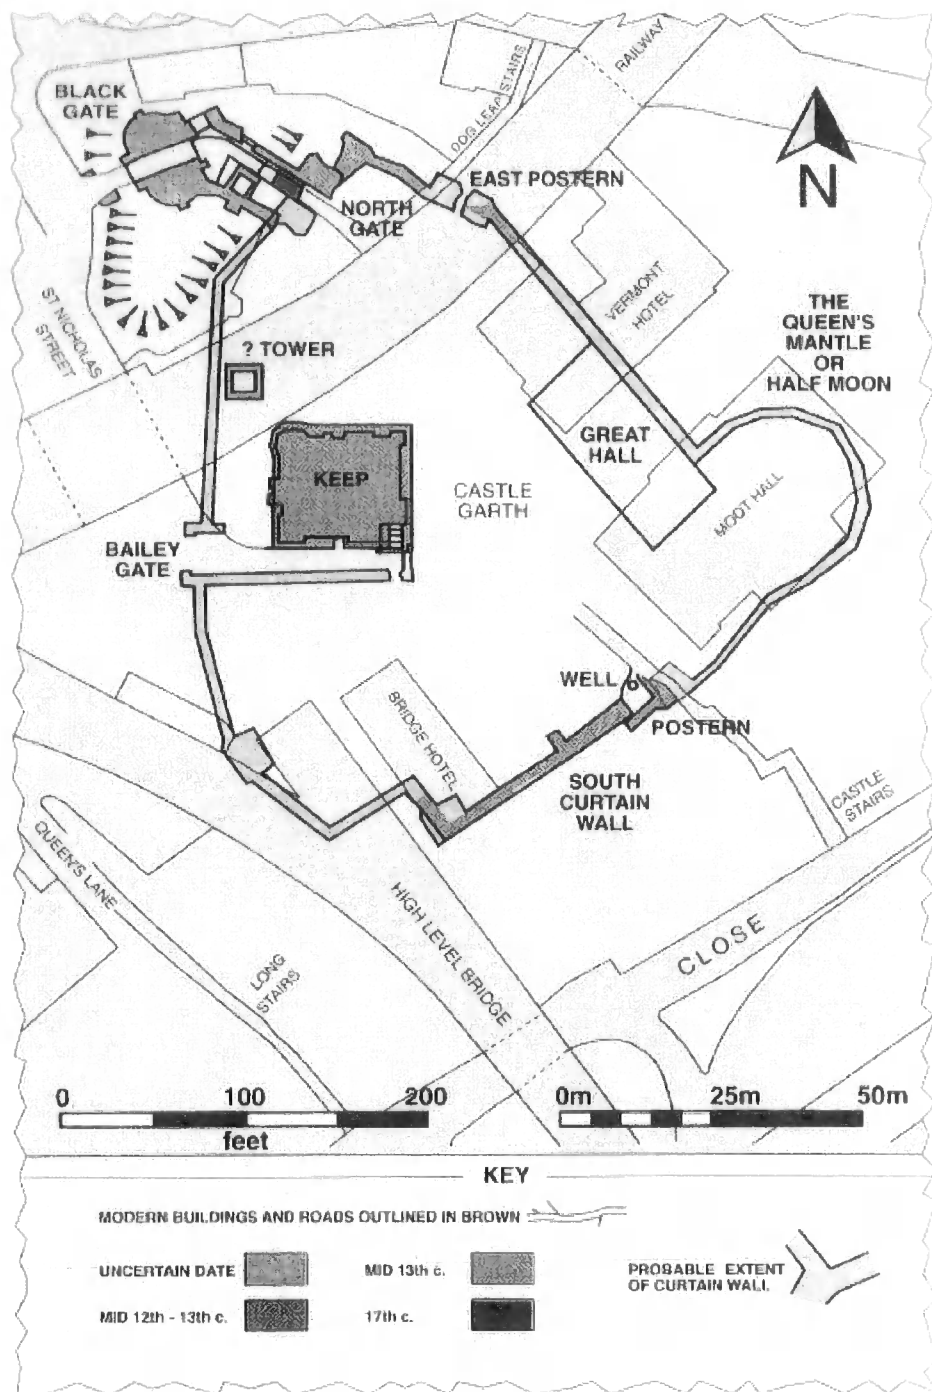 RAILWAY
DOG LEAP STAIRS
BLACK
GATE
N
EAST POSTERN
NORTH
GATE
VERMONT
HOTEL
ST NICHOLAS
STREET
THE
QUEEN'S
MANTLE
OR
HALF MOON
? TOWER
GREAT
HALL
KEEP
CASTLE
GARTH
MOOT HALL
BAILEY
GATE
WELL
POSTERN
BRIDGE HOTEL
SOUTH
CURTAIN
WALL
CASTLE
STAIRS
QUEEN'S LANE
HIGH LEVEL BRIDGE
CLOSE
LONG
STAIRS
0 100 200
feet
0m 25m 50m
KEY
MODERN BUILDINGS AND ROADS OUTLINED IN BROWN
UNCERTAIN DATE
MID 13th c.
PROBABLE EXTENT
OF CURTAIN WALL
MID 12th - 13th c.
17th c.